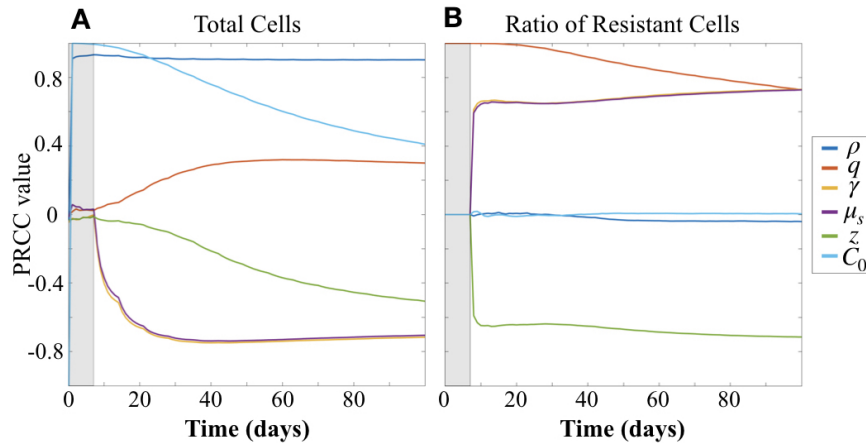 A
Total Cells
B
Ratio of Resistant Cells
PRCC value
0.8
0.4
0
-0.4
-0.8
0 20 40 60 80
Time (days)
0 20 40 60 80
Time (days)
ρ
q
γ
μs
z
C0